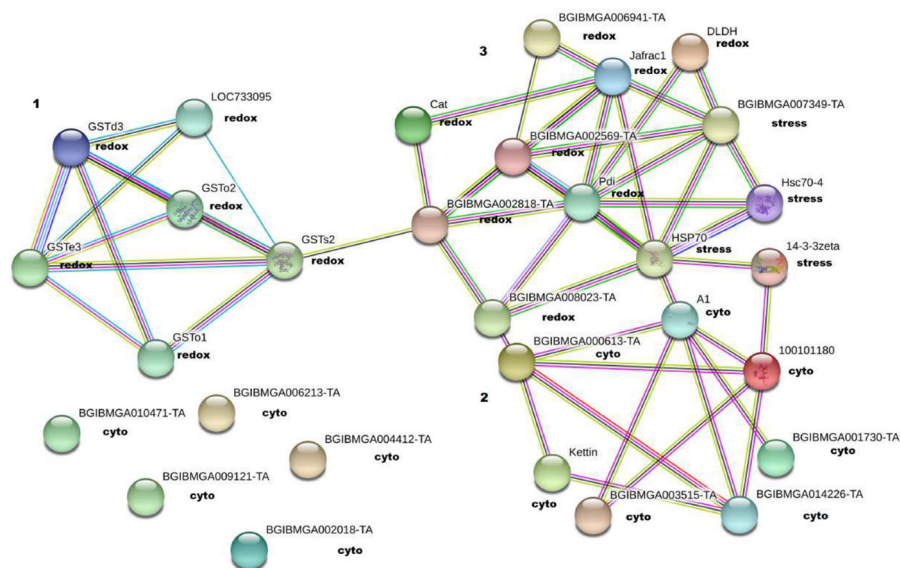 BGIBMGA006941-TA
redox
3
DLDH
redox
Jafrac1
redox
1
LOC733095
redox
Cat
redox
BGIBMGA007349-TA
stress
GSTd3
redox
BGIBMGA002569-TA
redox
GSTo2
redox
Pdi
redox
Hsc70-4
stress
BGIBMGA002818-TA
redox
GSTs2
redox
GSTe3
redox
HSP70
stress
14-3-3zeta
stress
BGIBMGA008023-TA
redox
A1
cyto
GSTo1
redox
BGIBMGA000613-TA
cyto
100101180
cyto
2
BGIBMGA006213-TA
cyto
BGIBMGA010471-TA
cyto
BGIBMGA004412-TA
cyto
BGIBMGA001730-TA
cyto
Kettin
cyto
BGIBMGA009121-TA
cyto
BGIBMGA003515-TA
cyto
BGIBMGA014226-TA
cyto
BGIBMGA002018-TA
cyto